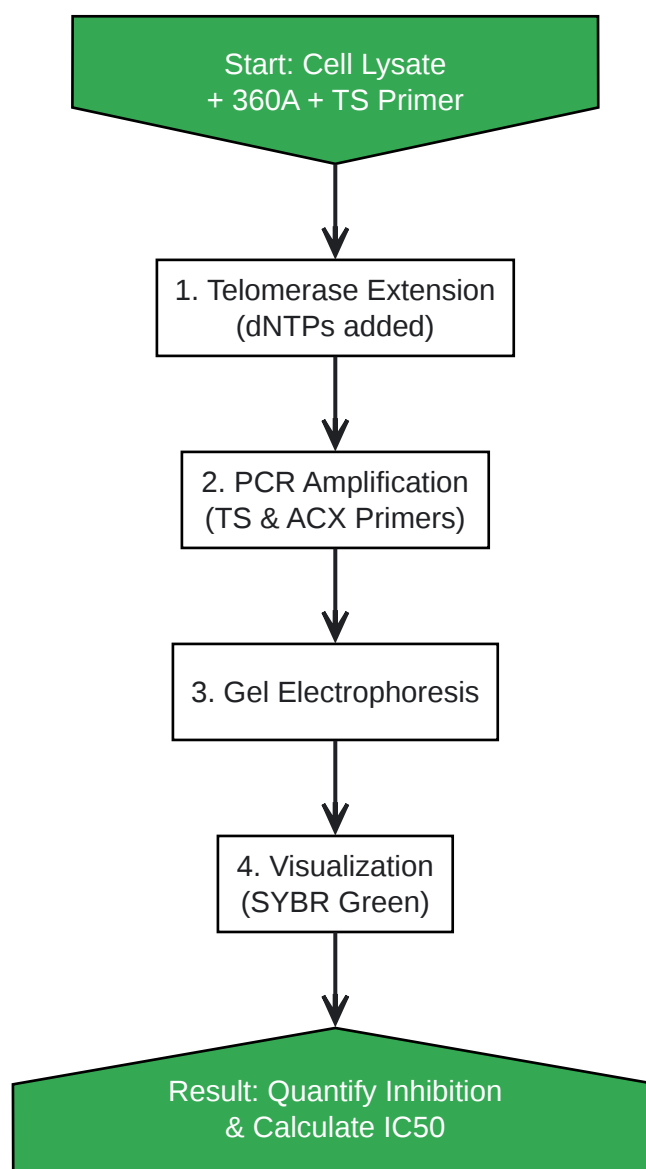 Start: Cell Lysate
+ 360A + TS Primer
1. Telomerase Extension
(dNTPs added)
2. PCR Amplification
(TS & ACX Primers)
3. Gel Electrophoresis
4. Visualization
(SYBR Green)
Result: Quantify Inhibition
& Calculate IC50